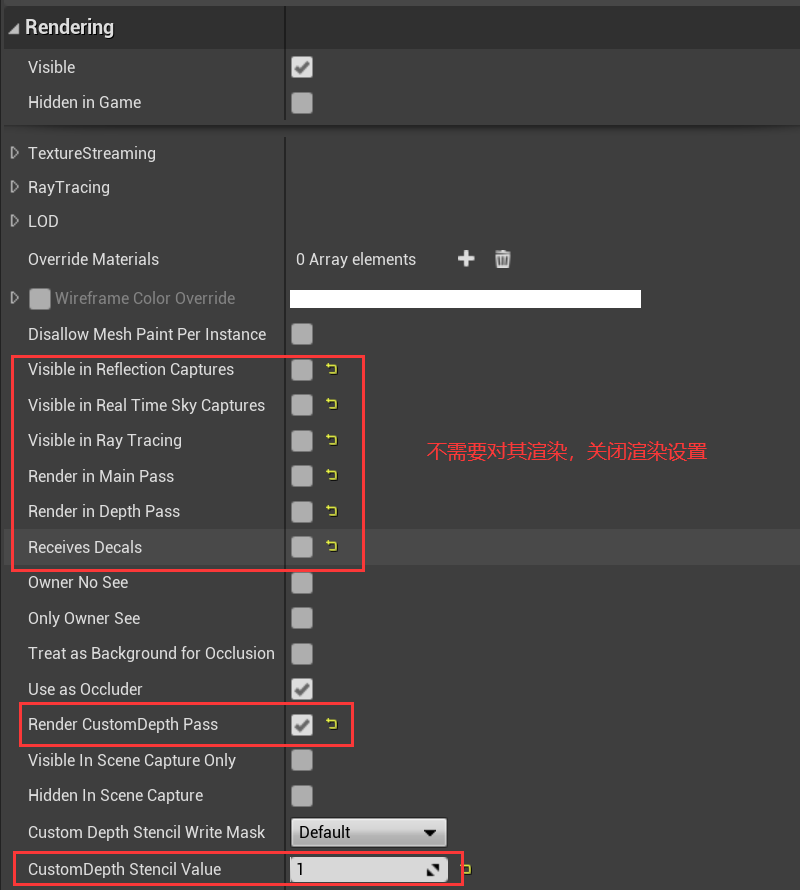 Rendering
Visible
Hidden in Game
TextureStreaming
RayTracing
LOD
Override Materials 0 Array elements
Wireframe Color Override
Disallow Mesh Paint Per Instance
Visible in Reflection Captures
Visible in Real Time Sky Captures
Visible in Ray Tracing
不需要对其渲染，关闭渲染设置
Render in Main Pass
Render in Depth Pass
Receives Decals
Owner No See
Only Owner See
Treat as Background for Occlusion
Use as Occluder
Render CustomDepth Pass
Visible In Scene Capture Only
Hidden In Scene Capture
Custom Depth Stencil Write Mask Default
CustomDepth Stencil Value 1